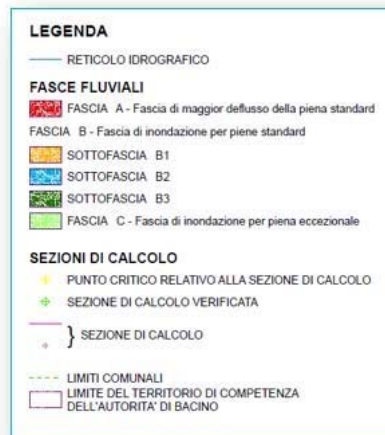 LEGENDA
RETICOLO IDROGRAFICO
FASCE FLUVIALI
FASCIA A - Fascia di maggior deflusso della piena standard
FASCIA B - Fascia di inondazione per piene standard
SOTTOFASCIA B1
SOTTOFASCIA B2
SOTTOFASCIA B3
FASCIA C - Fascia di inondazione per piena eccezionale
SEZIONI DI CALCOLO
PUNTO CRITICO RELATIVO ALLA SEZIONE DI CALCOLO
SEZIONE DI CALCOLO VERIFICATA
} SEZIONE DI CALCOLO
LIMITI COMUNALI
LIMITE DEL TERRITORIO DI COMPETENZA
DELL'AUTORITA' DI BACINO